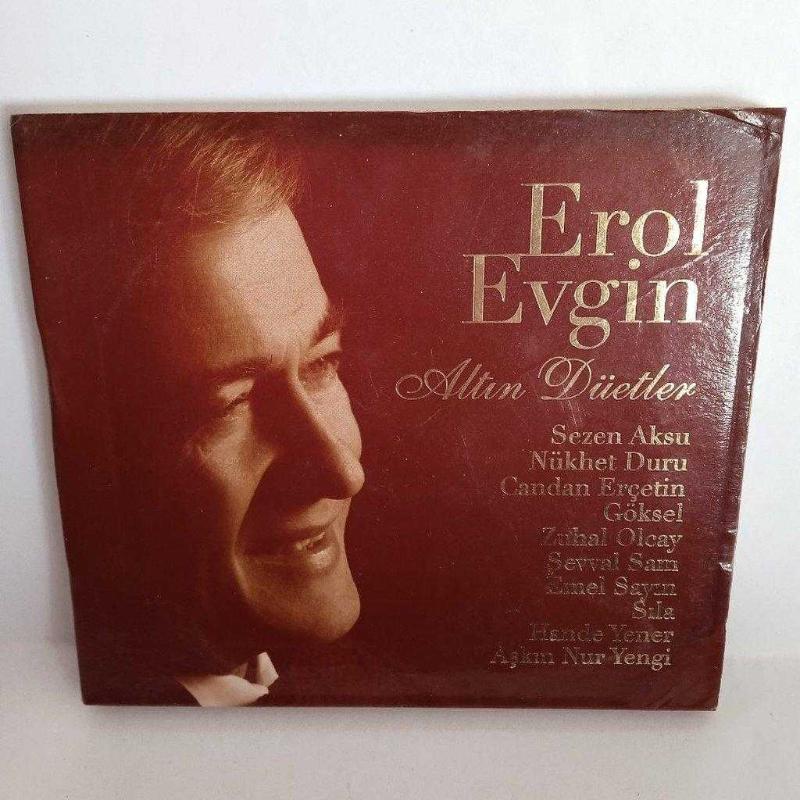 Erol
Evgin
Altın Düetler
Sezen Aksu
Nükhet Duru
Candan Erçetin
Göksel
Zuhal Olcay
Şevval Sam
Emel Sayın
Sıla
Hande Yener
Aşkın Nur Yengi